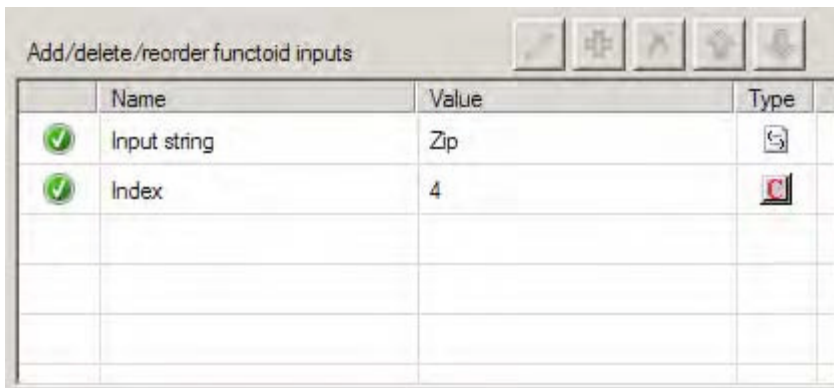 Add/delete/reorder functoid inputs
Name Value Type
Input string Zip
Index 4 C